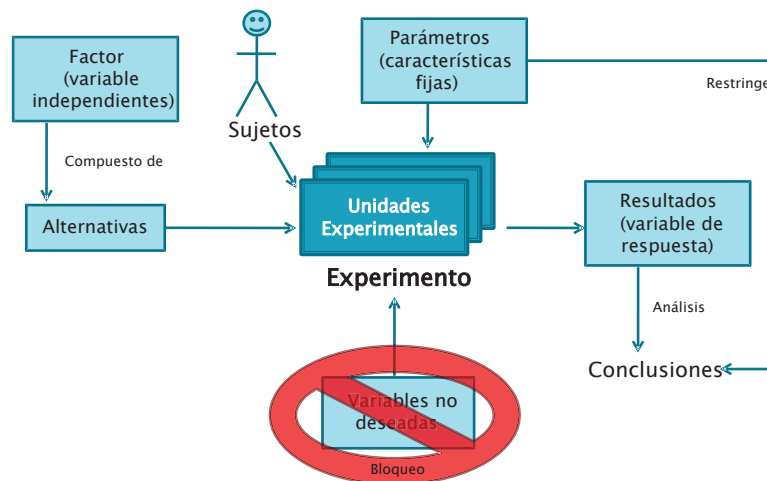 Factor
(variable
independientes)
Compuesto de
Alternativas
Sujetos
Parámetros
(características
fijas)
Restringe
Unidades
Experimentales
Experimento
Resultados
(variable de
respuesta)
Análisis
Conclusiones
Variables no
deseadas
Bloqueo